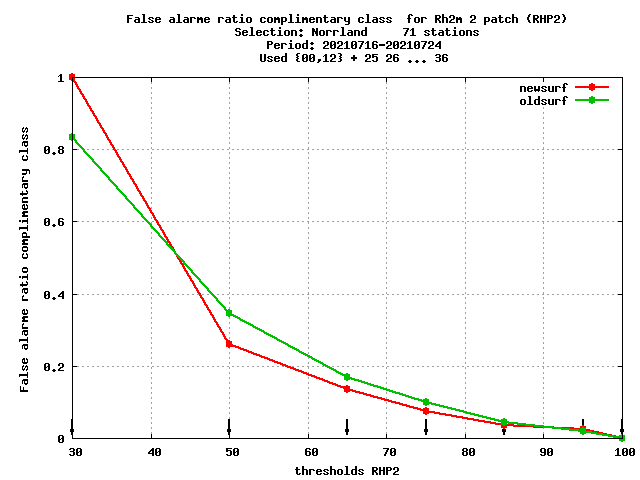 False alarme ratio complimentary class  for Rh2m 2 patch (RHP2)
Selection: Norrland     71 stations
Period: 20210716-20210724
Used {00,12} + 25 26 ... 36
newsurf
oldsurf
False alarme ratio complimentary class
1
0.8
0.6
0.4
0.2
0
30 40 50 60 70 80 90 100
thresholds RHP2